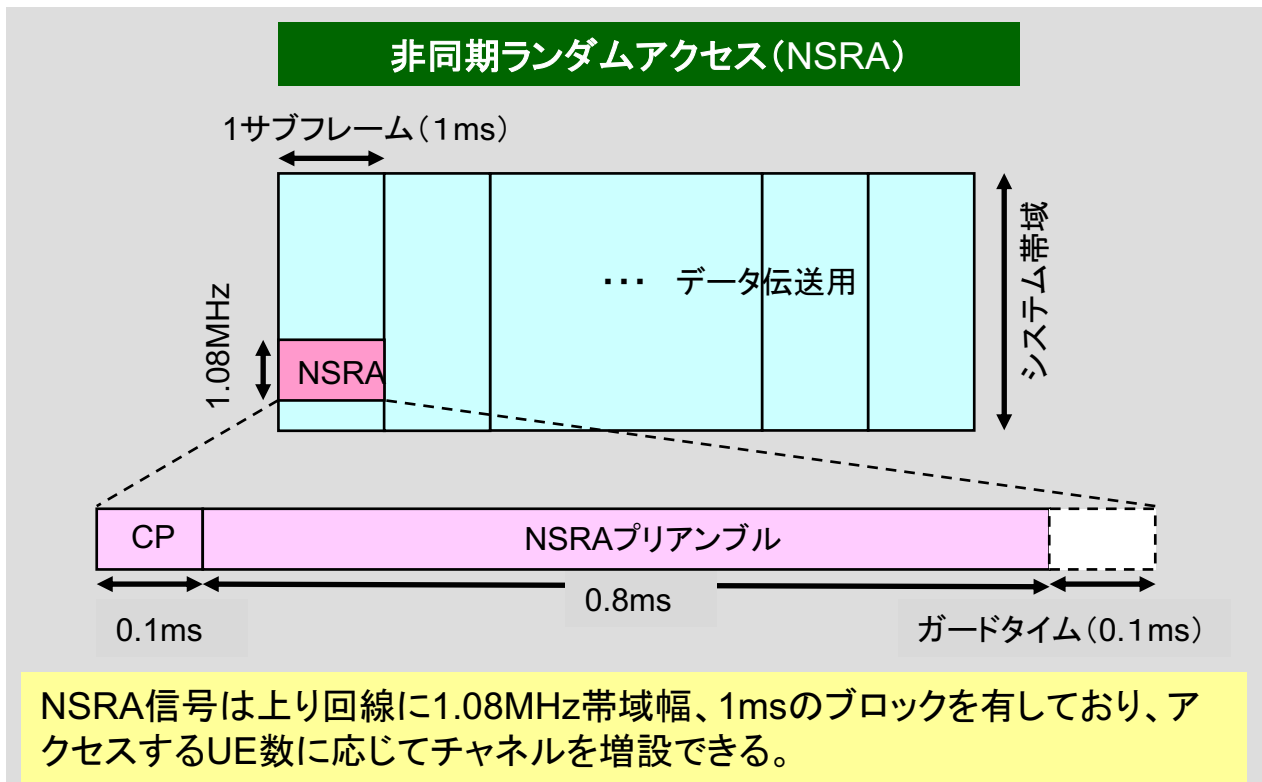 非同期ランダムアクセス(NSRA)
1サブフレーム(1ms)
システム帯域
・・・ データ伝送用
1.08MHz
NSRA
CP
NSRAプリアンブル
0.8ms
0.1ms
ガードタイム(0.1ms)
NSRA信号は上り回線に1.08MHz帯域幅、1msのブロックを有しており、ア
クセスするUE数に応じてチャネルを増設できる。